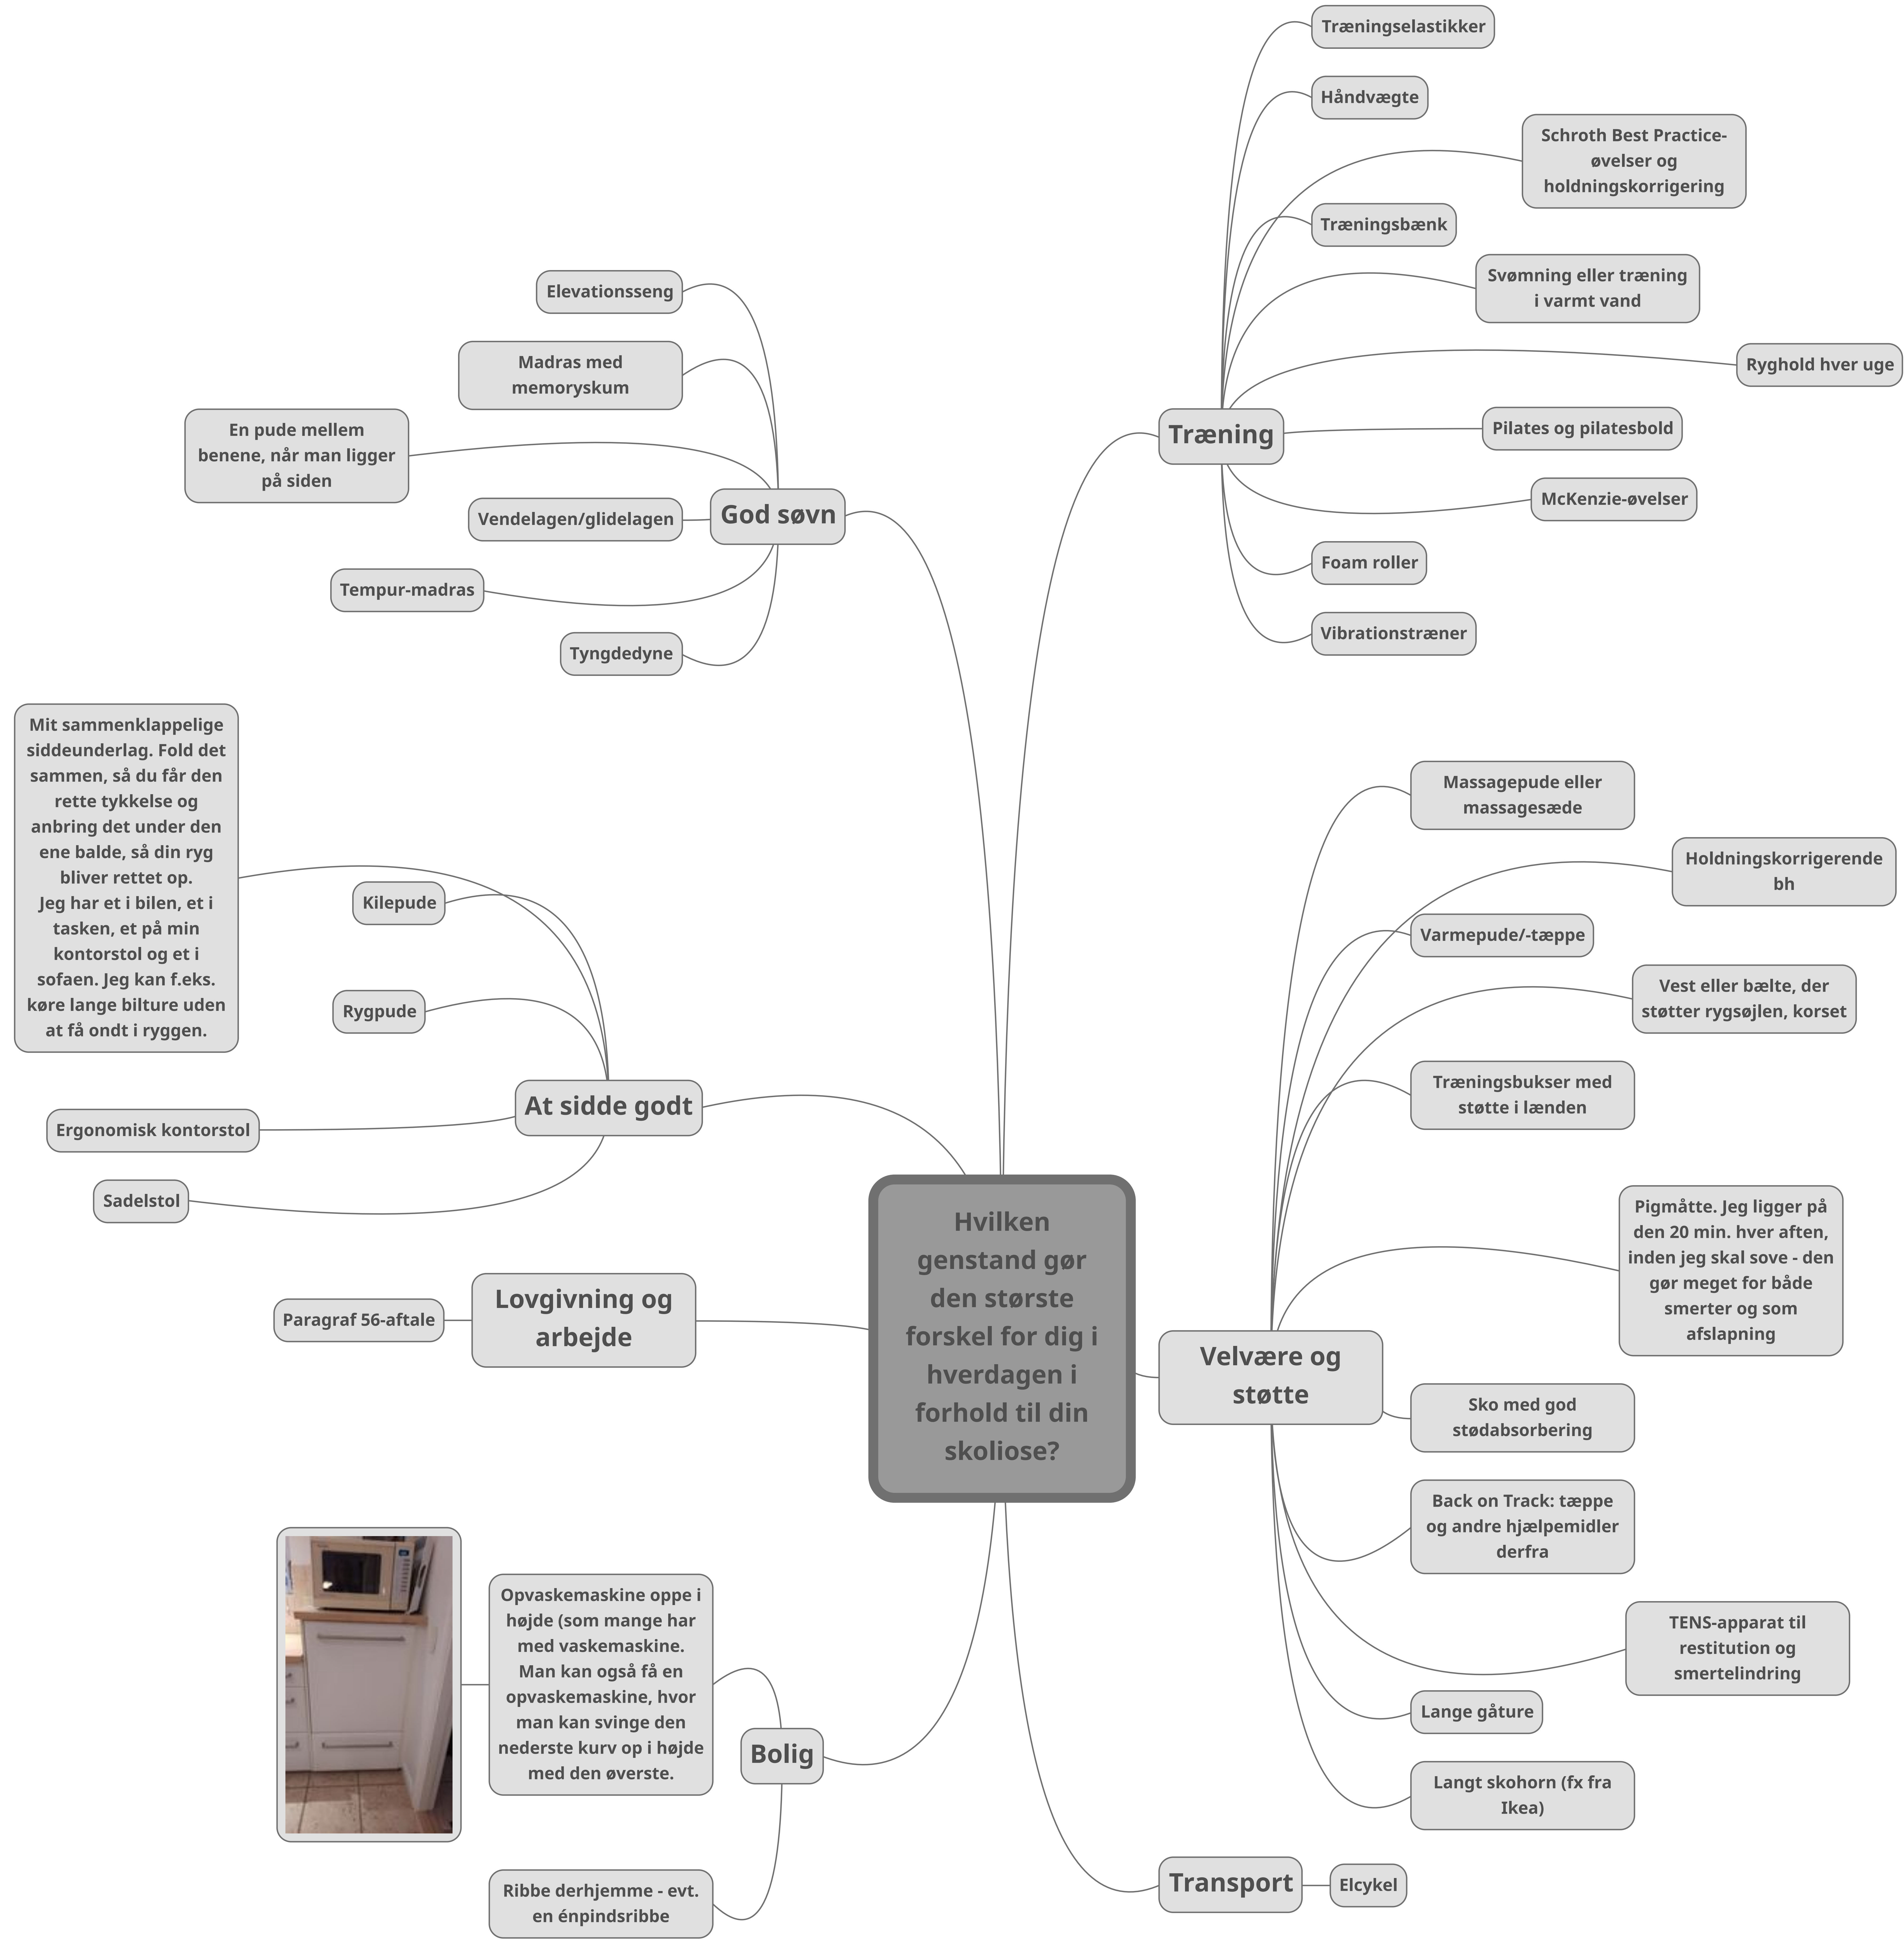 Hvilken
genstand gør
den største
forskel for dig i
hverdagen i
forhold til din
skoliose?
Træning
Træningselastikker
Håndvægte
Schroth Best Practice-
øvelser og
holdningskorrigering
Træningsbænk
Svømning eller træning
i varmt vand
Ryghold hver uge
Pilates og pilatesbold
McKenzie-øvelser
Foam roller
Vibrationstræner
Velvære og
støtte
Massagepude eller
massagesæde
Holdningskorrigerende
bh
Varmepude/-tæppe
Vest eller bælte, der
støtter rygsøjlen, korset
Træningsbukser med
støtte i lænden
Pigmåtte. Jeg ligger på
den 20 min. hver aften,
inden jeg skal sove - den
gør meget for både
smerter og som
afslapning
Sko med god
stødabsorbering
Back on Track: tæppe
og andre hjælpemidler
derfra
TENS-apparat til
restitution og
smertelindring
Lange gåture
Langt skohorn (fx fra
Ikea)
Transport
Elcykel
God søvn
Elevationsseng
Madras med
memoryskum
En pude mellem
benene, når man ligger
på siden
Vendelagen/glidelagen
Tempur-madras
Tyngdedyne
At sidde godt
Mit sammenklappelige
siddeunderlag. Fold det
sammen, så du får den
rette tykkelse og
anbring det under den
ene balde, så din ryg
bliver rettet op.
Jeg har et i bilen, et i
tasken, et på min
kontorstol og et i
sofaen. Jeg kan f.eks.
køre lange bilture uden
at få ondt i ryggen.
Kilepude
Rygpude
Ergonomisk kontorstol
Sadelstol
Lovgivning og
arbejde
Paragraf 56-aftale
Bolig
Opvaskemaskine oppe i
højde (som mange har
med vaskemaskine.
Man kan også få en
opvaskemaskine, hvor
man kan svinge den
nederste kurv op i højde
med den øverste.
Ribbe derhjemme - evt.
en énpindsribbe